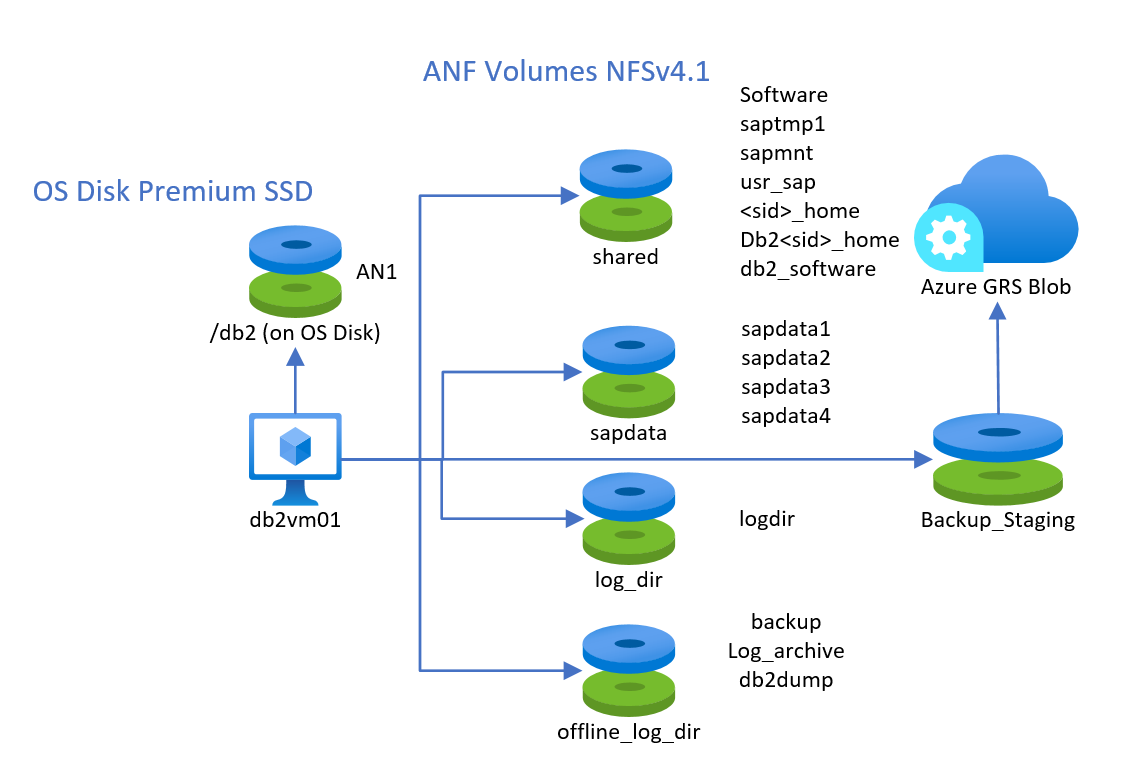 ANF Volumes NFSv4.1
OS Disk Premium SSD
AN1
/db2 (on OS Disk)
db2vm01
shared
Software
saptmp1
sapmnt
usr_sap
<sid>_home
Db2<sid>_home
db2_software
sapdata
sapdata1
sapdata2
sapdata3
sapdata4
log_dir
logdir
offline_log_dir
backup
Log_archive
db2dump
Azure GRS Blob
Backup_Staging